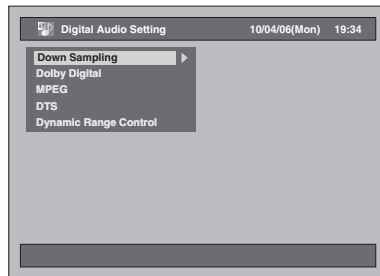 Digital Audio Setting 10/04/06(Mon) 19:34
Down Sampling
Dolby Digital
MPEG
DTS
Dynamic Range Control